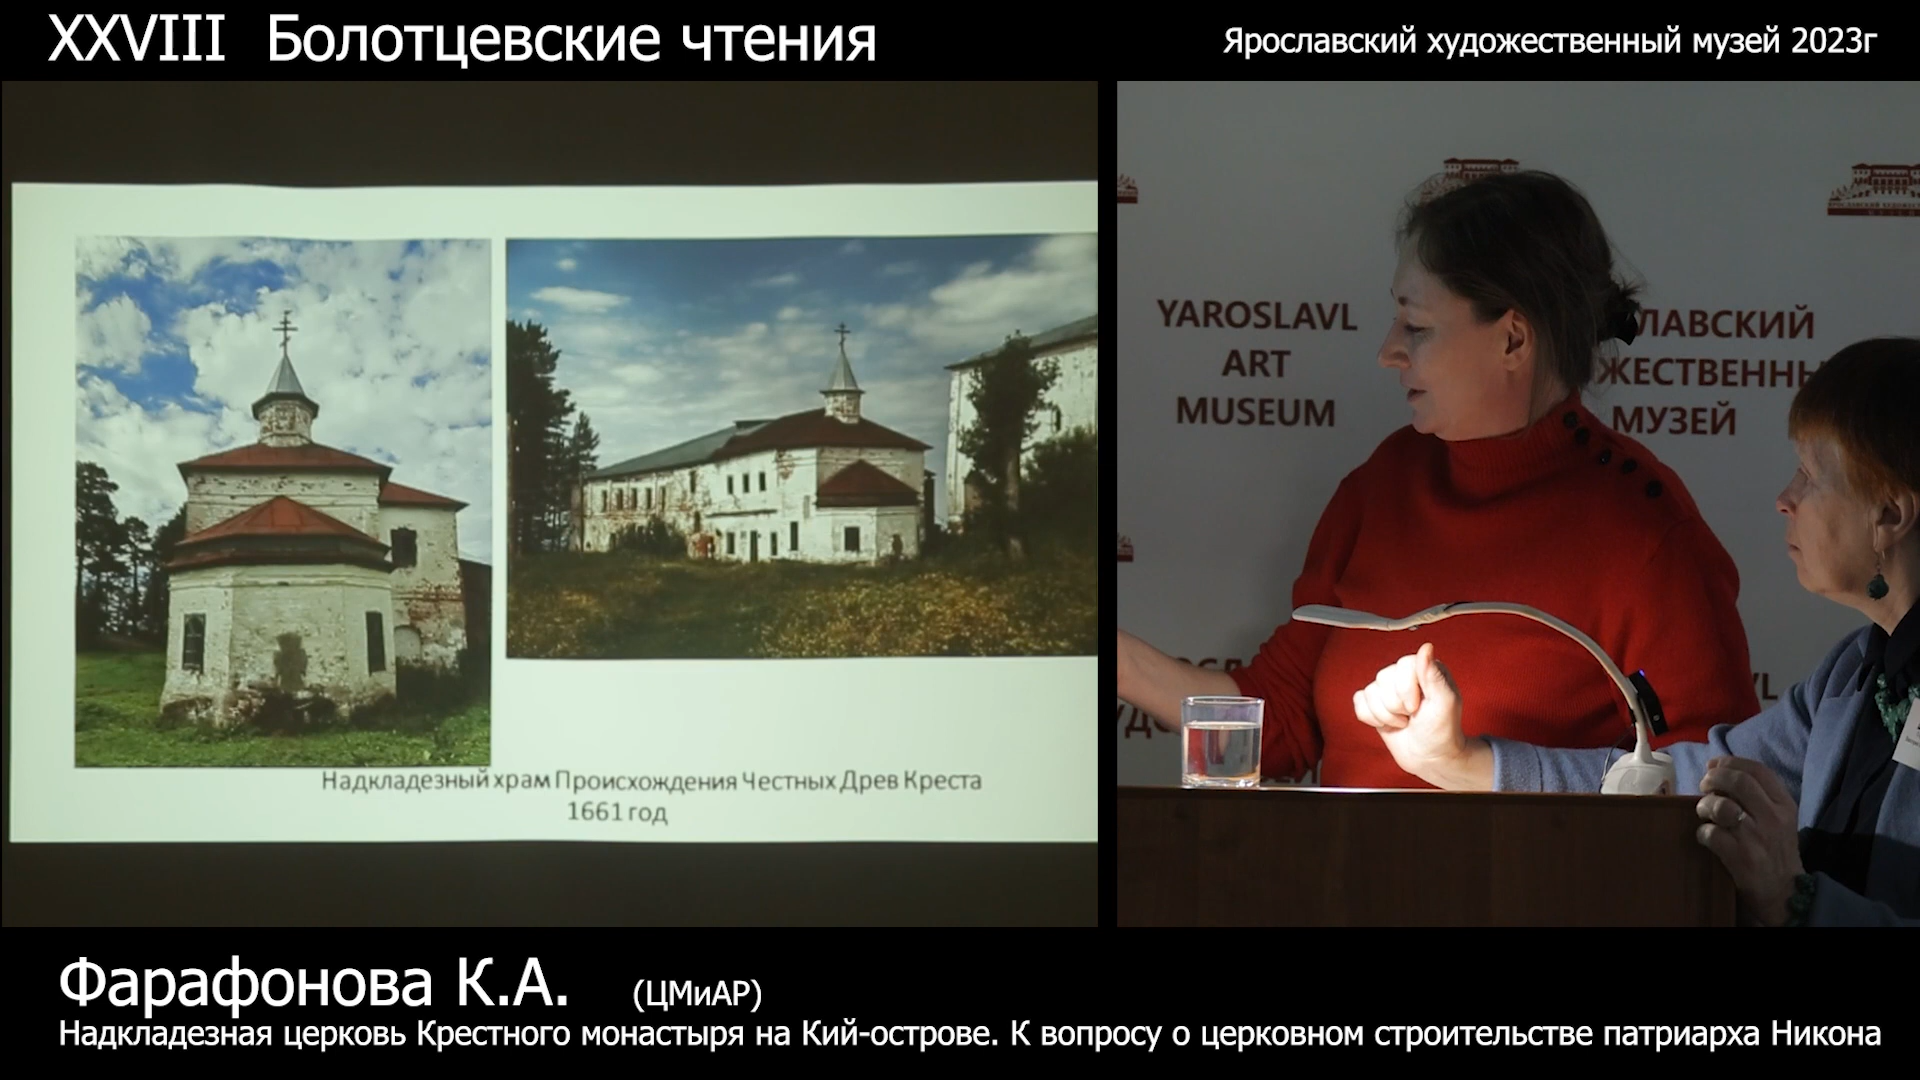 XXVIII Болотцевские чтения
Ярославский художественный музей 2023г
Надкладезный храм Происхождения Честных Древ Креста
1661 год
YAROSLAVL
ART
MUSEUM
ЛАВСКИЙ
ЖЕСТВЕННЫ
МУЗЕЙ
Фарафонова К.А. (ЦМиАР)
Надкладезная церковь Крестного монастыря на Кий-острове. К вопросу о церковном строительстве патриарха Никона